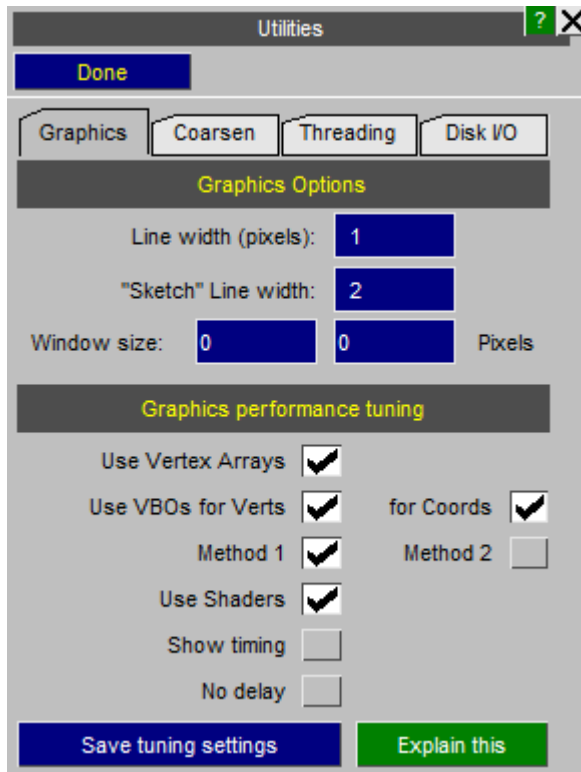 Utilities ?
Done
Graphics Coarsen Threading Disk I/O
Graphics Options
Line width (pixels): 1
"Sketch" Line width: 2
Window size: 0 0 Pixels
Graphics performance tuning
Use Vertex Arrays
Use VBOs for Verts for Coords
Method 1 Method 2
Use Shaders
Show timing
No delay
Save tuning settings Explain this